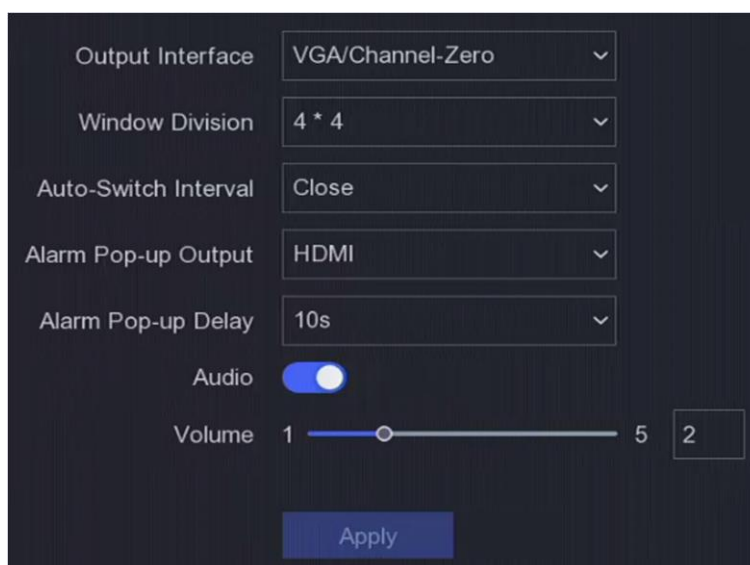 Output Interface VGA/Channel-Zero
Window Division 4 * 4
Auto-Switch Interval Close
Alarm Pop-up Output HDMI
Alarm Pop-up Delay 10s
Audio
Volume 1 5 2
Apply